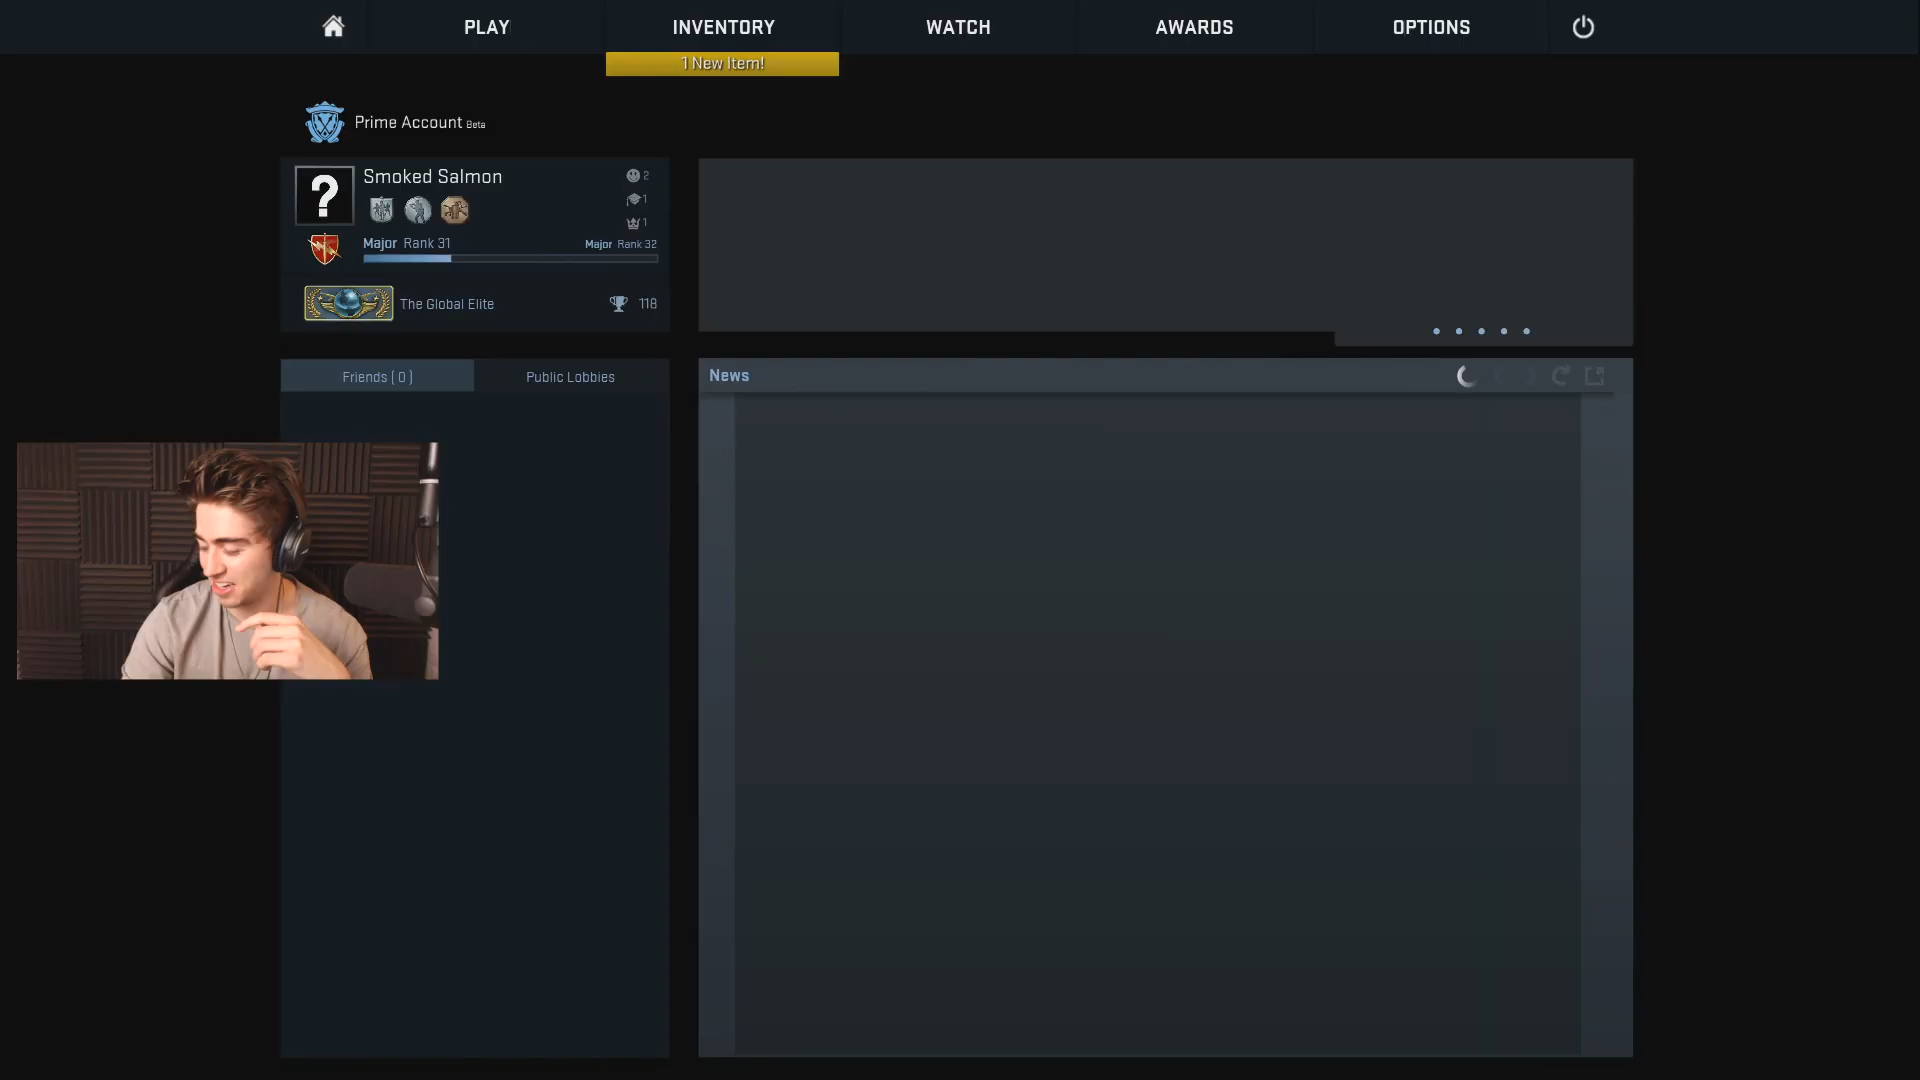 PLAY
INVENTORY
WATCH
AWARDS
OPTIONS
1 New Item!
Prime Account Beta
?
Smoked Salmon
2
1
1
Major Rank 31
Major Rank 32
The Global Elite
118
Friends ( 0 )
Public Lobbies
News